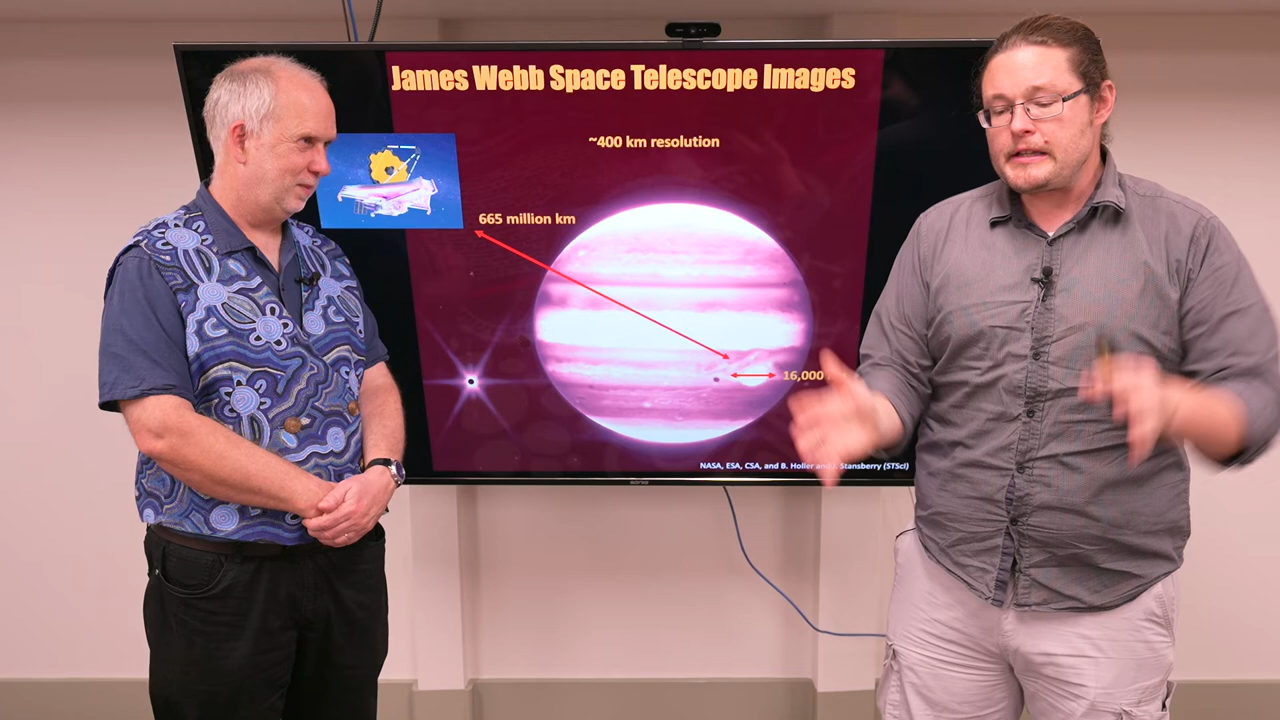 James Webb Space Telescope Images
~400 km resolution
665 million km
16,000
NASA, ESA, CSA, and B. Holler and J. Stansberry (STSci)